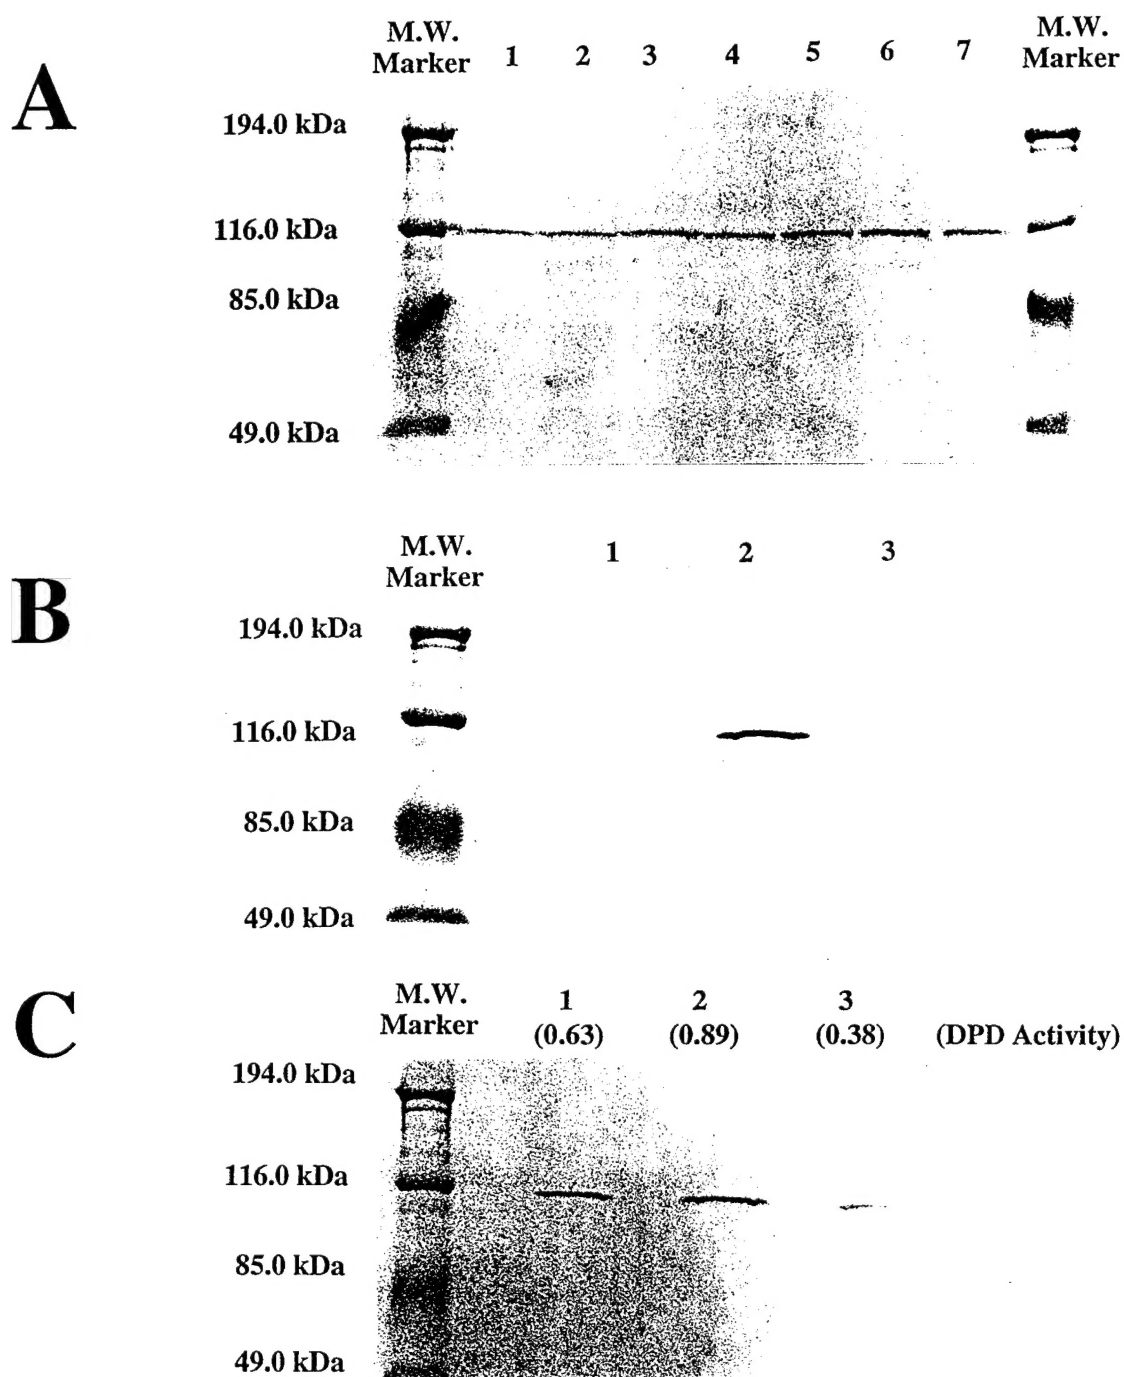 A
M.W.
Marker
1 2 3 4 5 6 7
M.W.
Marker
194.0 kDa
116.0 kDa
85.0 kDa
49.0 kDa
B
M.W.
Marker
1 2 3
194.0 kDa
116.0 kDa
85.0 kDa
49.0 kDa
C
M.W.
Marker
1 2 3
(0.63) (0.89) (0.38) (DPD Activity)
194.0 kDa
116.0 kDa
85.0 kDa
49.0 kDa